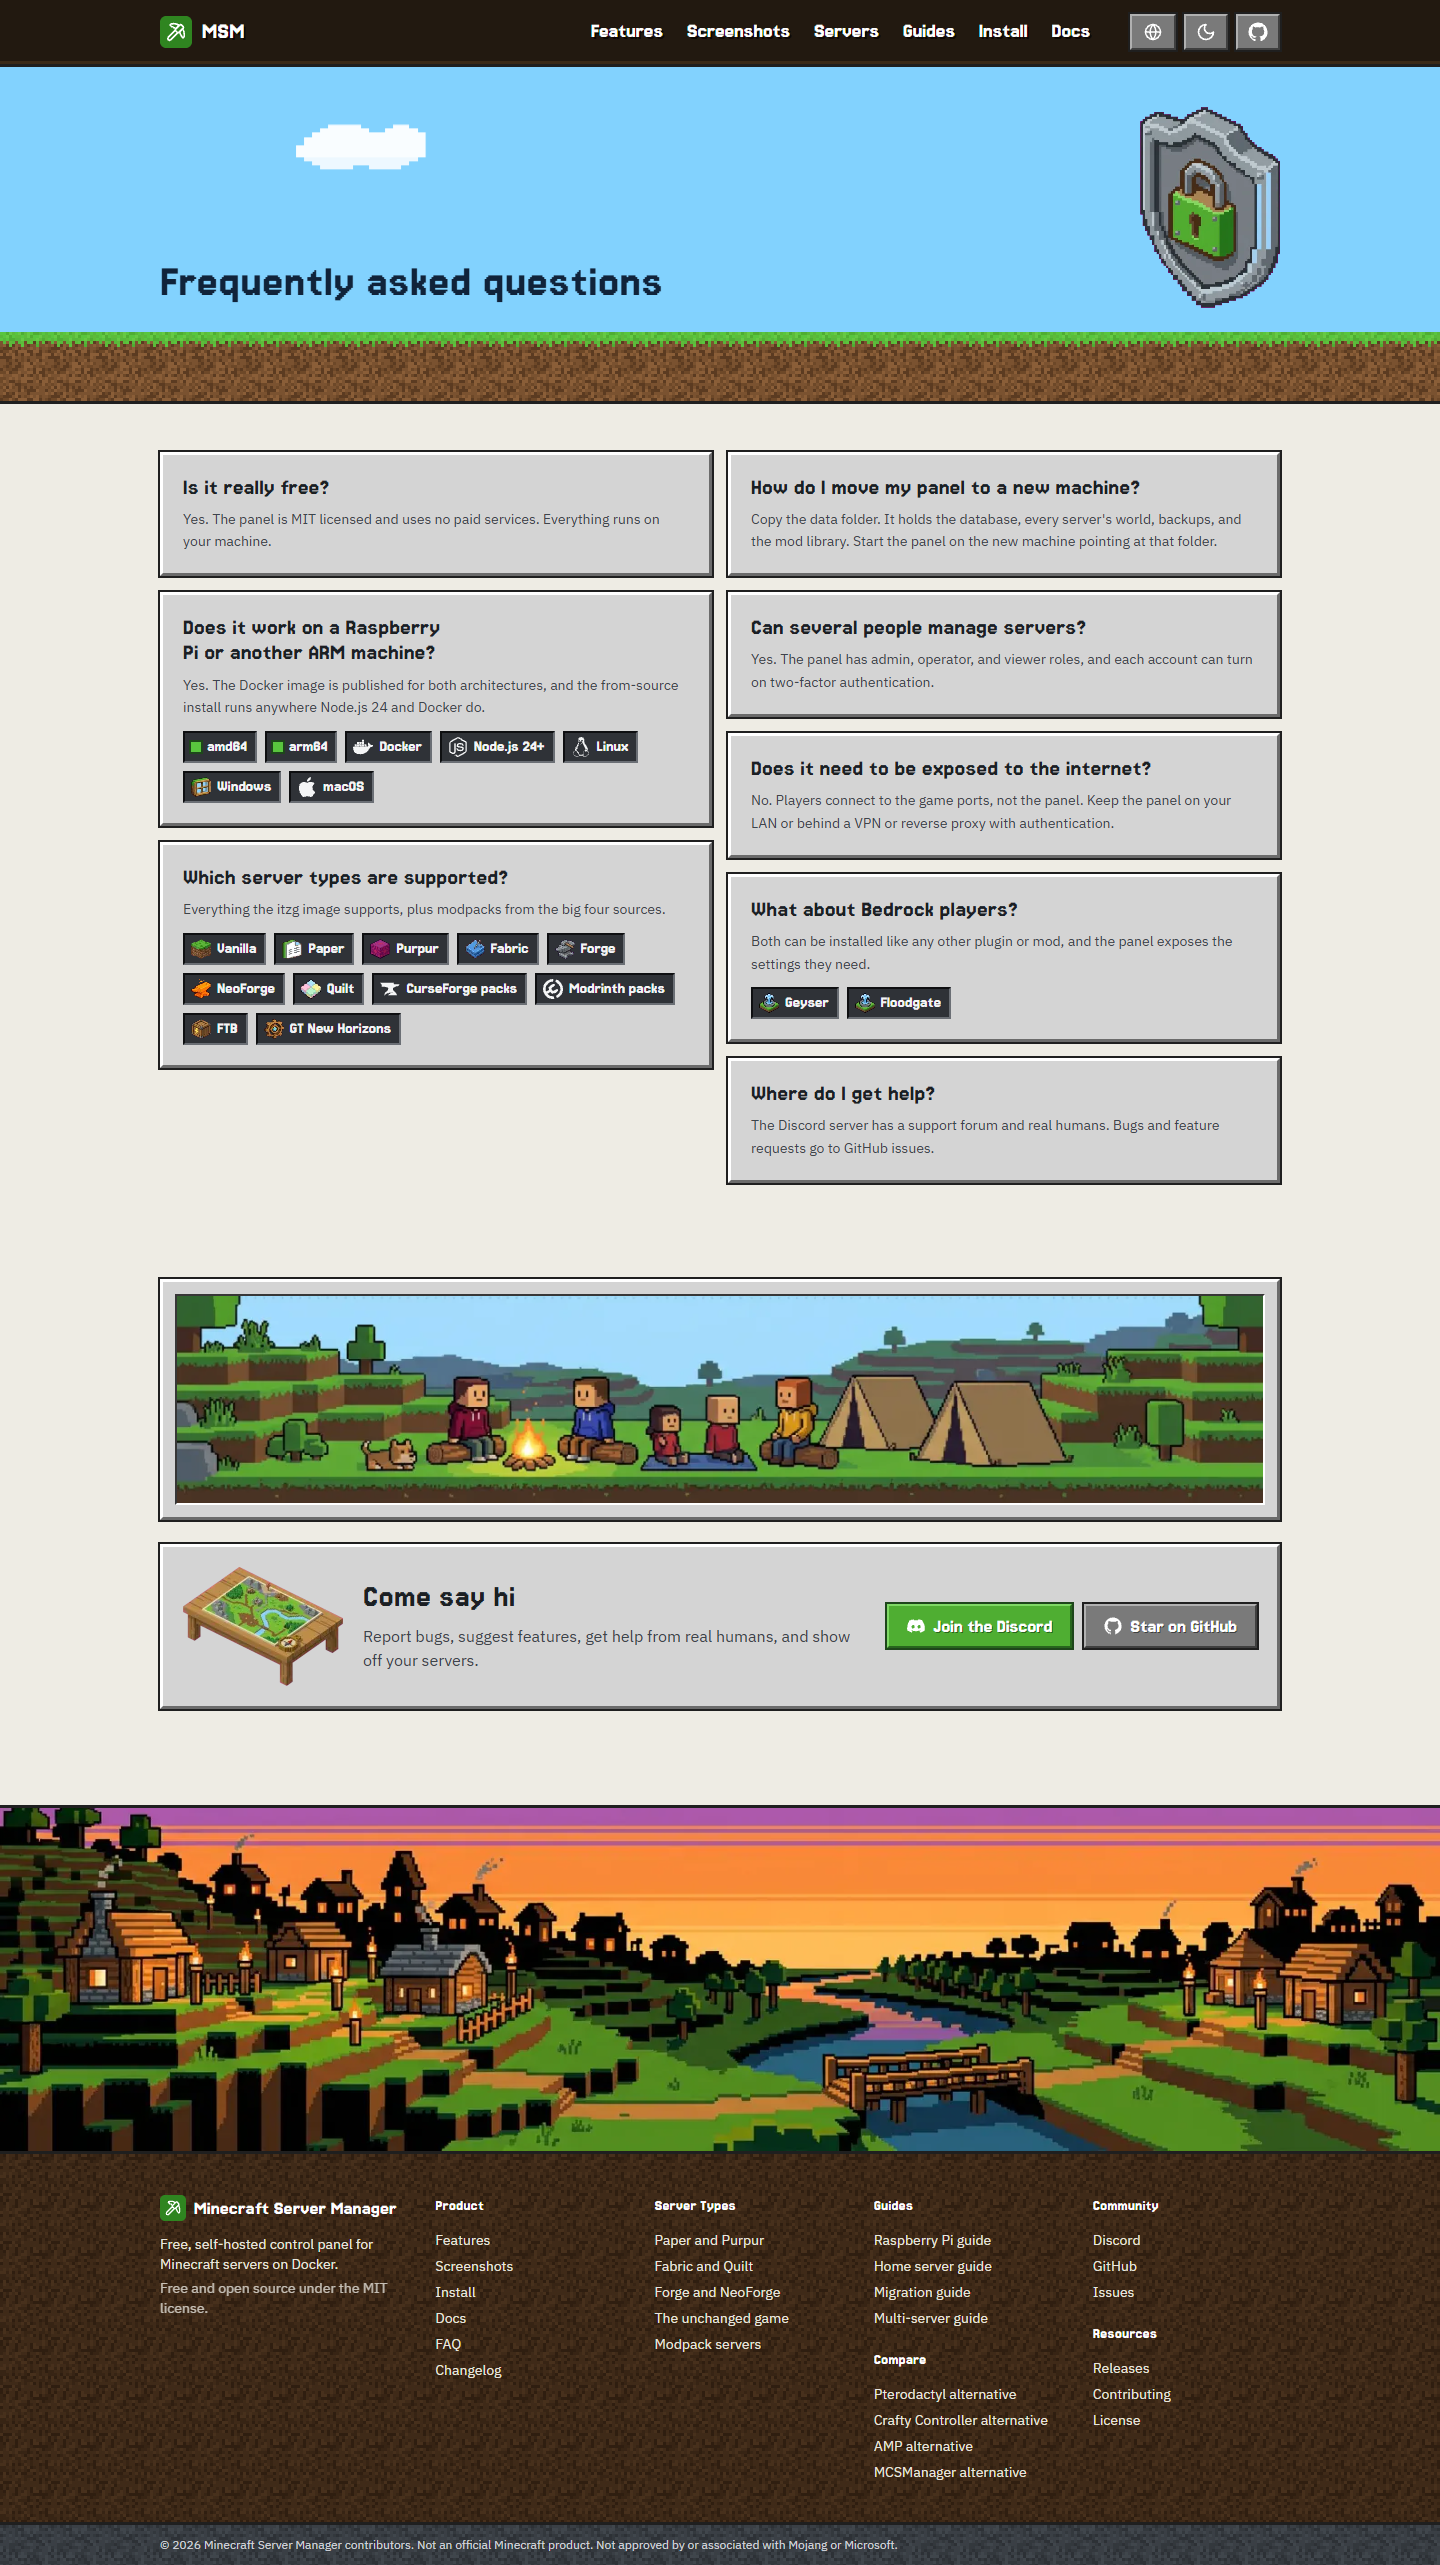 MSM
Features Screenshots Servers Guides Install Docs
Frequently asked questions
Is it really free?
Yes. The panel is MIT licensed and uses no paid services. Everything runs on
your machine.
Does it work on a Raspberry
Pi or another ARM machine?
Yes. The Docker image is published for both architectures, and the from-source
install runs anywhere Node.js 24 and Docker do.
amd64 arm64 Docker Node.js 24+ Linux
Windows macOS
Which server types are supported?
Everything the itzg image supports, plus modpacks from the big four sources.
Vanilla Paper Purpur Fabric Forge
NeoForge Quilt CurseForge packs Modrinth packs
FTB GT New Horizons
How do I move my panel to a new machine?
Copy the data folder. It holds the database, every server's world, backups, and
the mod library. Start the panel on the new machine pointing at that folder.
Can several people manage servers?
Yes. The panel has admin, operator, and viewer roles, and each account can turn
on two-factor authentication.
Does it need to be exposed to the internet?
No. Players connect to the game ports, not the panel. Keep the panel on your
LAN or behind a VPN or reverse proxy with authentication.
What about Bedrock players?
Both can be installed like any other plugin or mod, and the panel exposes the
settings they need.
Geyser Floodgate
Where do I get help?
The Discord server has a support forum and real humans. Bugs and feature
requests go to GitHub issues.
Come say hi
Report bugs, suggest features, get help from real humans, and show
off your servers.
Join the Discord Star on GitHub
Minecraft Server Manager
Free, self-hosted control panel for
Minecraft servers on Docker.
Free and open source under the MIT
license.
Product
Features
Screenshots
Install
Docs
FAQ
Changelog
Server Types
Paper and Purpur
Fabric and Quilt
Forge and NeoForge
The unchanged game
Modpack servers
Guides
Raspberry Pi guide
Home server guide
Migration guide
Multi-server guide
Compare
Pterodactyl alternative
Crafty Controller alternative
AMP alternative
MCSManager alternative
Community
Discord
GitHub
Issues
Resources
Releases
Contributing
License
© 2026 Minecraft Server Manager contributors. Not an official Minecraft product. Not approved by or associated with Mojang or Microsoft.